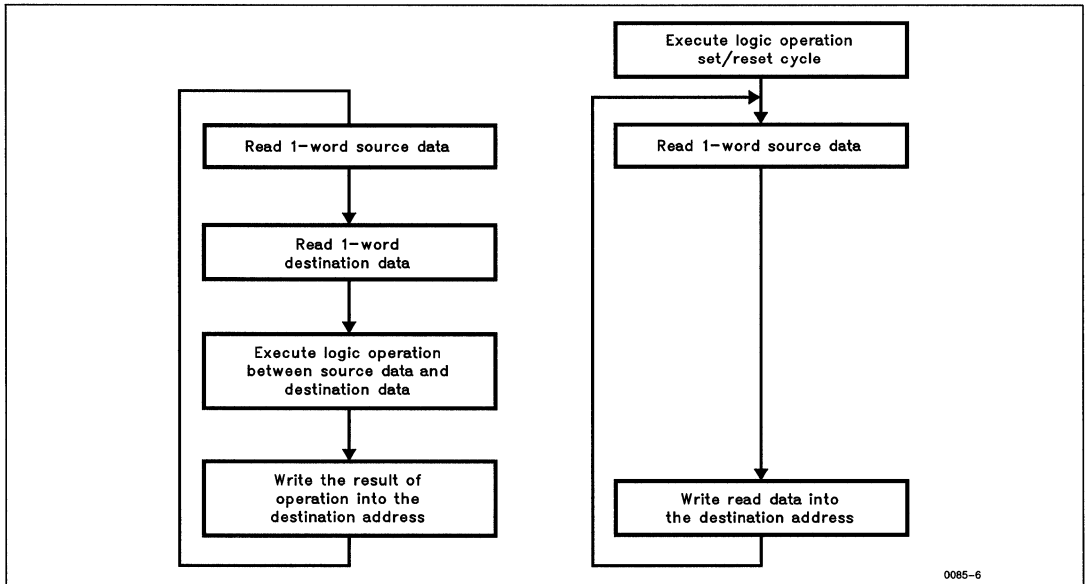 Read 1-word source data
Read 1-word
destination data
Execute logic operation
between source data and
destination data
Write the result of
operation into the
destination address
Execute logic operation
set/reset cycle
Read 1-word source data
Write read data into
the destination address
0085-6